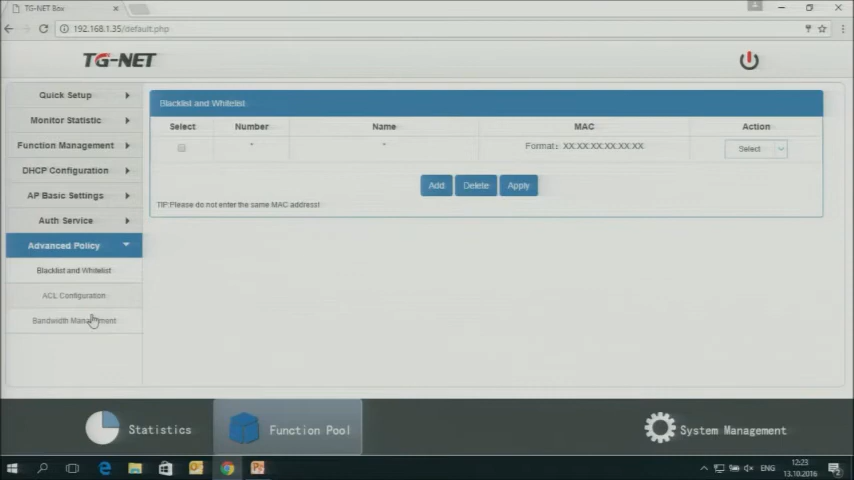 TG-NET Box
192.168.1.35/default.php
TG-NET
Quick Setup
Monitor Statistic
Function Management
DHCP Configuration
AP Basic Settings
Auth Service
Advanced Policy
Blacklist and Whitelist
ACL Configuration
Bandwidth Management
Blacklist and Whitelist
Select Number Name MAC Action
- - Format: XX:XX:XX:XX:XX:XX Select
Add Delete Apply
TIP:Please do not enter the same MAC address!
Statistics Function Pool System Management
ENG 12:23
13.10.2016